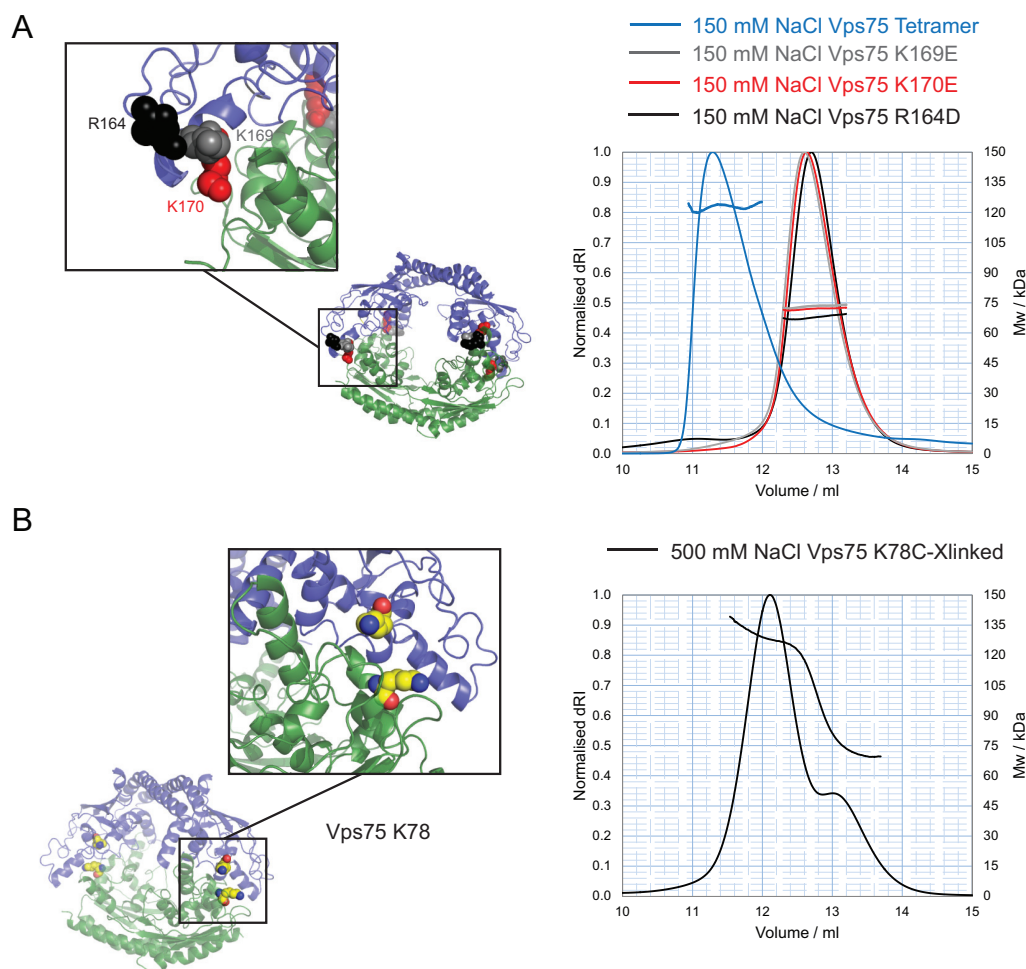 A
R164
K169
K170
150 mM NaCl Vps75 Tetramer
150 mM NaCl Vps75 K169E
150 mM NaCl Vps75 K170E
150 mM NaCl Vps75 R164D
1.0
0.9
0.8
0.7
0.6
0.5
0.4
0.3
0.2
0.1
0.0
Normalised dRI
150
135
120
105
90
75
60
45
30
15
0
Mw / kDa
10 11 12 13 14 15
Volume / ml
B
Vps75 K78
500 mM NaCl Vps75 K78C-Xlinked
1.0
0.9
0.8
0.7
0.6
0.5
0.4
0.3
0.2
0.1
0.0
Normalised dRI
150
135
120
105
90
75
60
45
30
15
0
Mw / kDa
10 11 12 13 14 15
Volume / ml